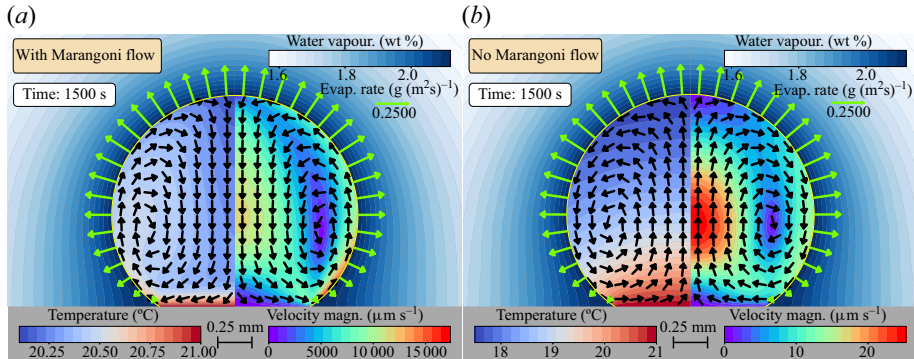 (a)
With Marangoni flow
Time: 1500 s
Water vapour. (wt %)
1.6 1.8 2.0
Evap. rate (g (m²s)⁻¹)
0.2500
Temperature (ºC)
20.25 20.50 20.75 21.00
0.25 mm
Velocity magn. (μm s⁻¹)
0 5000 10 000 15 000
(b)
No Marangoni flow
Time: 1500 s
Water vapour. (wt %)
1.6 1.8 2.0
Evap. rate (g (m²s)⁻¹)
0.2500
Temperature (ºC)
18 19 20 21
0.25 mm
Velocity magn. (μm s⁻¹)
0 10 20